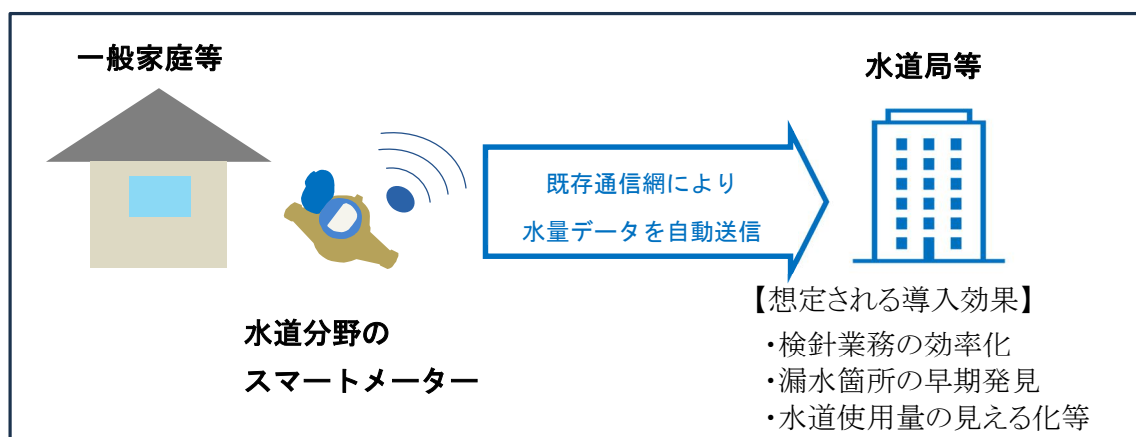 一般家庭等
水道局等
既存通信網により
水量データを自動送信
水道分野の
スマートメーター
【想定される導入効果】
・検針業務の効率化
・漏水箇所の早期発見
・水道使用量の見える化等